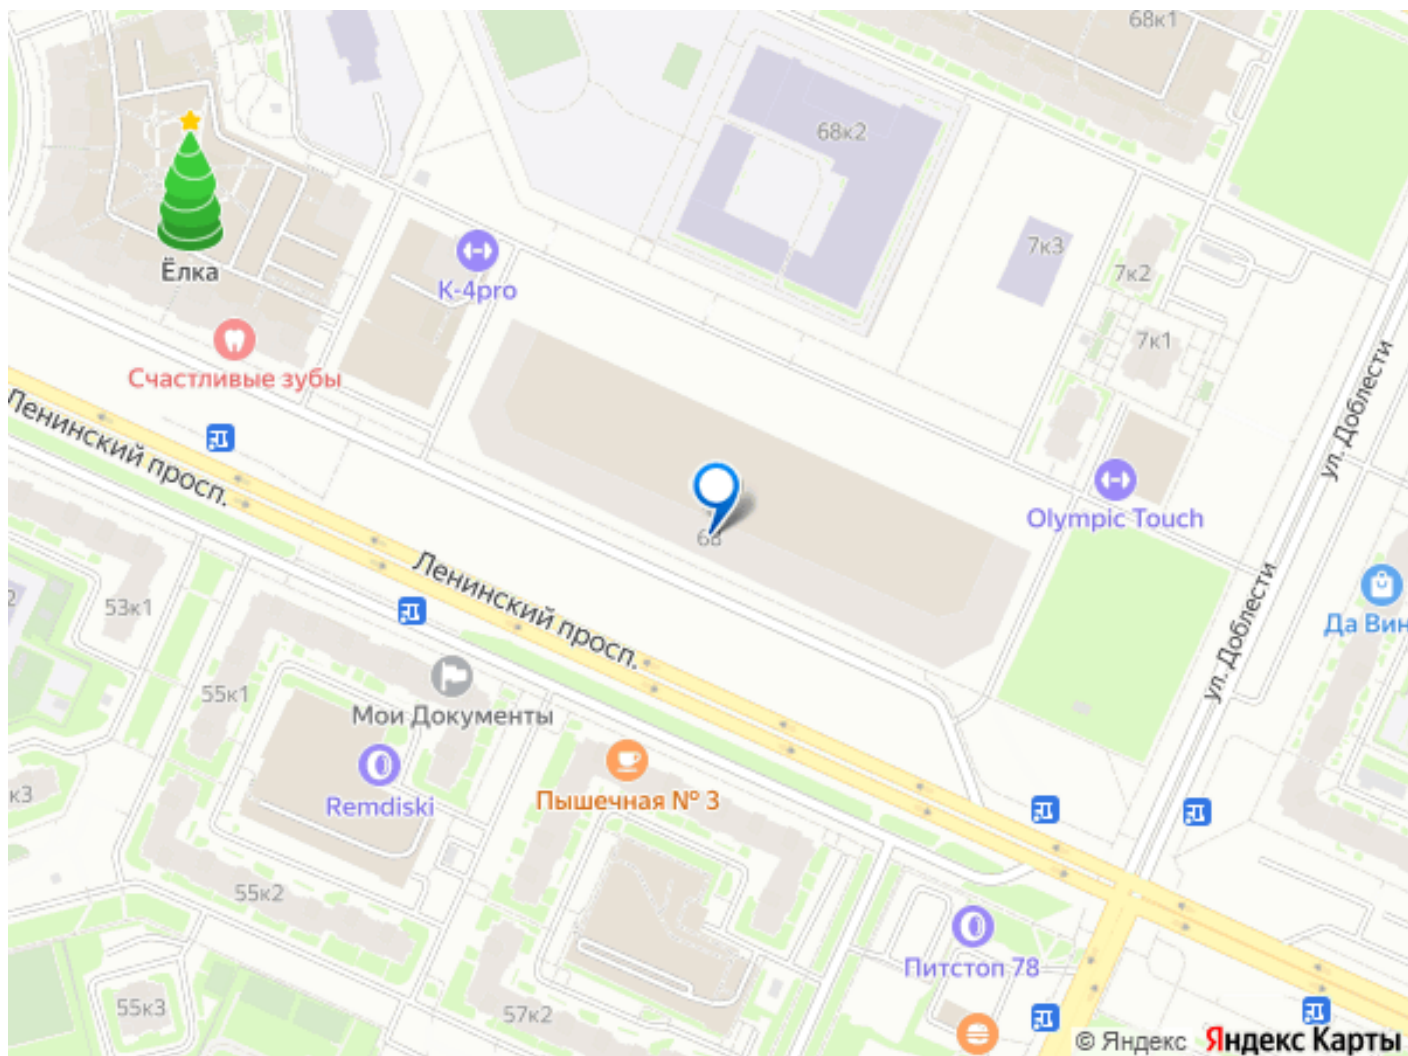 68к1
68к2
7к3
7к2
7к1
Ёлка
K-4pro
Счастливые зубы
ул. Доблести
Ленинский просп.
Olympic Touch
68
Ленинский просп.
53к1
2
Да Вин
ул. Доблести
55к1
Мои Документы
к3
Remdiski
Пышечная № 3
55к2
Питстоп 78
55к3
57к2
© Яндекс Яндекс Карты